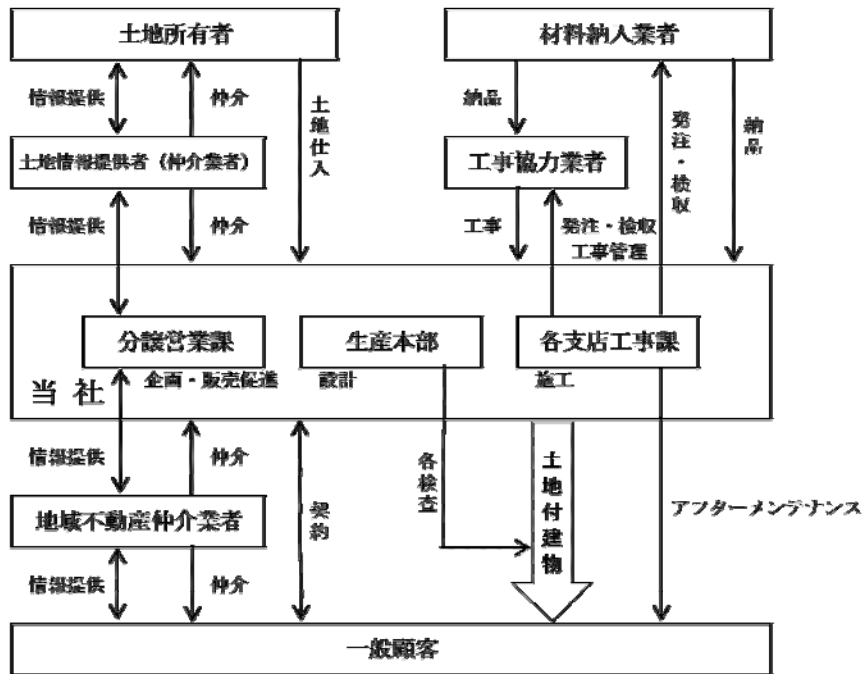 土地所有者
材料納入業者
情報提供
仲介
土地仕入
納品
発注・検収
納品
土地情報提供者（仲介業者）
工事協力業者
情報提供
仲介
工事
発注・検収
工事管理
分譲営業課
生産本部
各支店工事課
当社
企画・販売促進
設計
施工
情報提供
仲介
契約
各検査
土地付建物
アフターメンテナンス
地域不動産仲介業者
情報提供
仲介
一般顧客